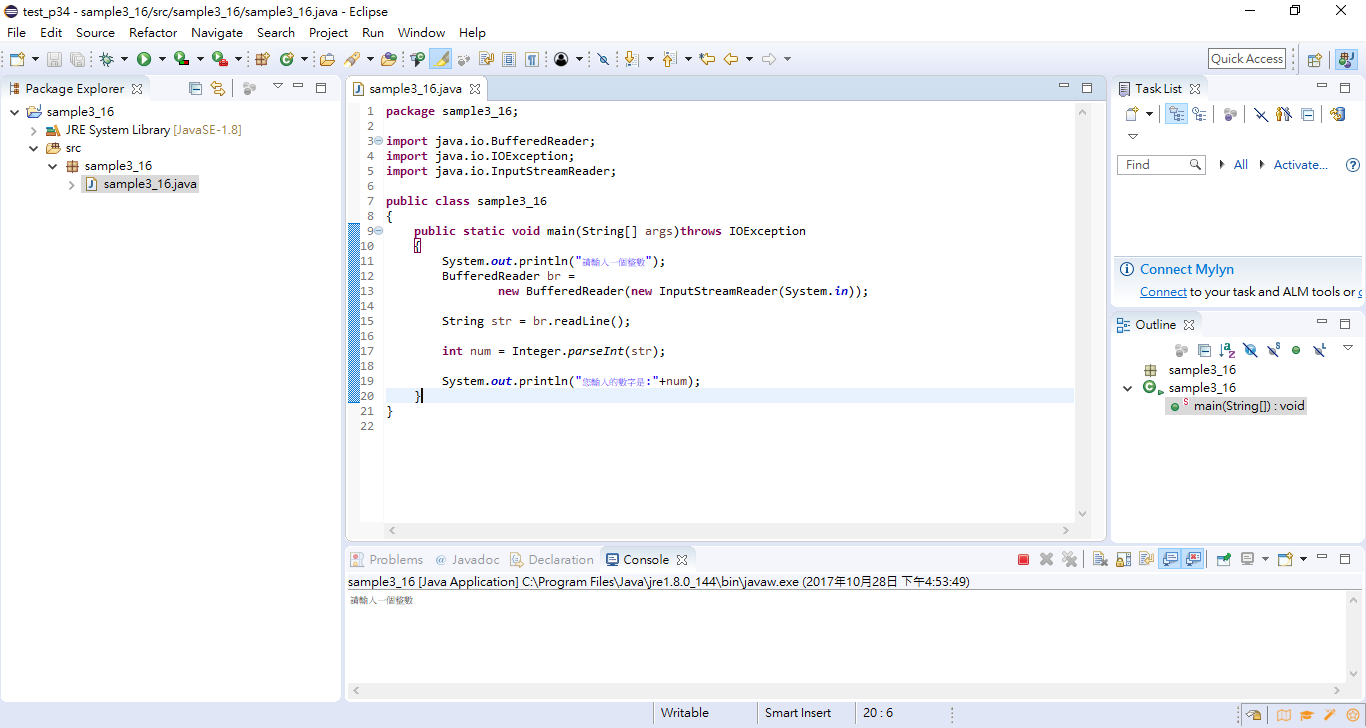 test_p34 - sample3_16/src/sample3_16/sample3_16.java - Eclipse
File Edit Source Refactor Navigate Search Project Run Window Help
Quick Access
Package Explorer
sample3_16
JRE System Library [JavaSE-1.8]
src
sample3_16
sample3_16.java
sample3_16.java
1 package sample3_16;
2
3 import java.io.BufferedReader;
4 import java.io.IOException;
5 import java.io.InputStreamReader;
6
7 public class sample3_16
8 {
9 public static void main(String[] args)throws IOException
10 {
11 System.out.println("請輸入一個整數");
12 BufferedReader br =
13 new BufferedReader(new InputStreamReader(System.in));
14
15 String str = br.readLine();
16
17 int num = Integer.parseInt(str);
18
19 System.out.println("您輸入的數字是:"+num);
20 }
21 }
22
Task List
Find
All
Activate...
Connect Mylyn
Connect to your task and ALM tools or
Outline
sample3_16
sample3_16
main(String[]) : void
Problems @ Javadoc Declaration Console
sample3_16 [Java Application] C:\Program Files\Java\jre1.8.0_144\bin\javaw.exe (2017年10月28日 下午4:53:49)
請輸入一個整數
Writable Smart Insert 20 : 6